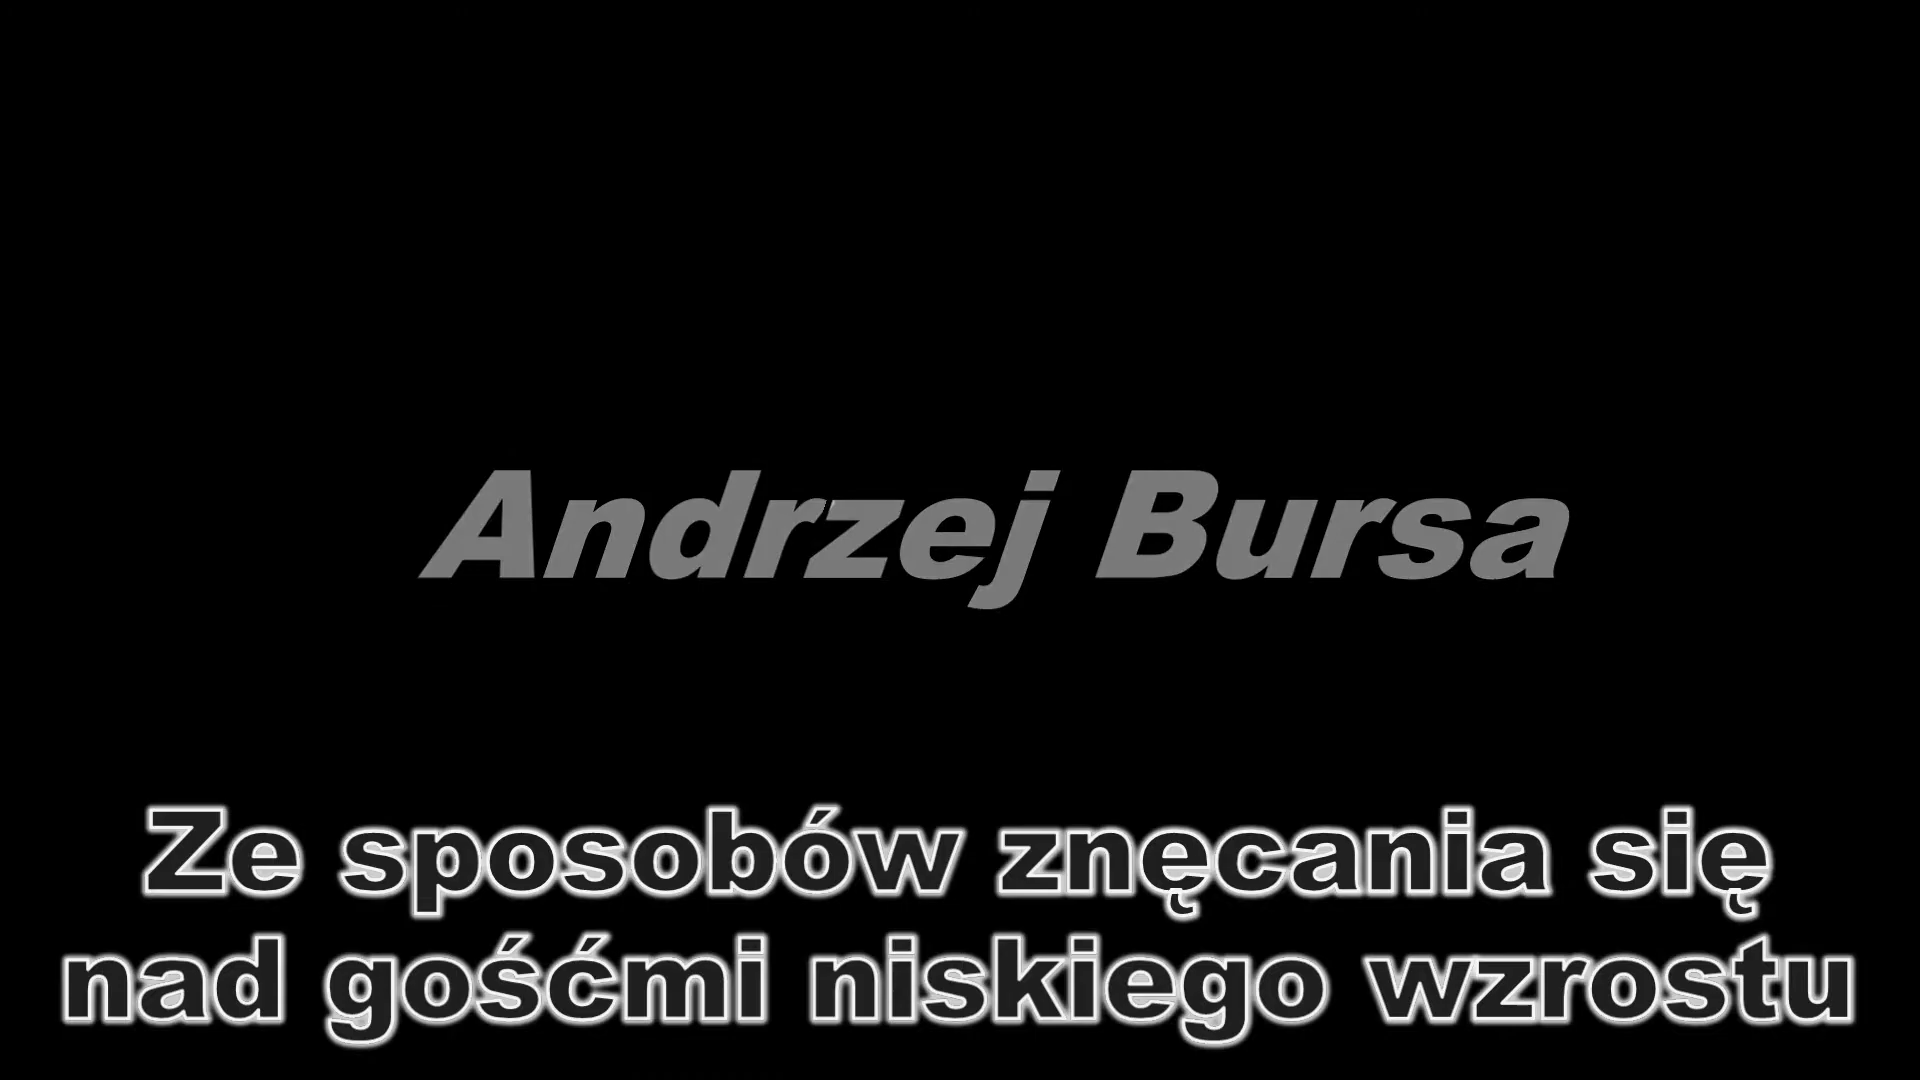 Andrzej Bursa
Ze sposobów znęcania się
nad gośćmi niskiego wzrostu